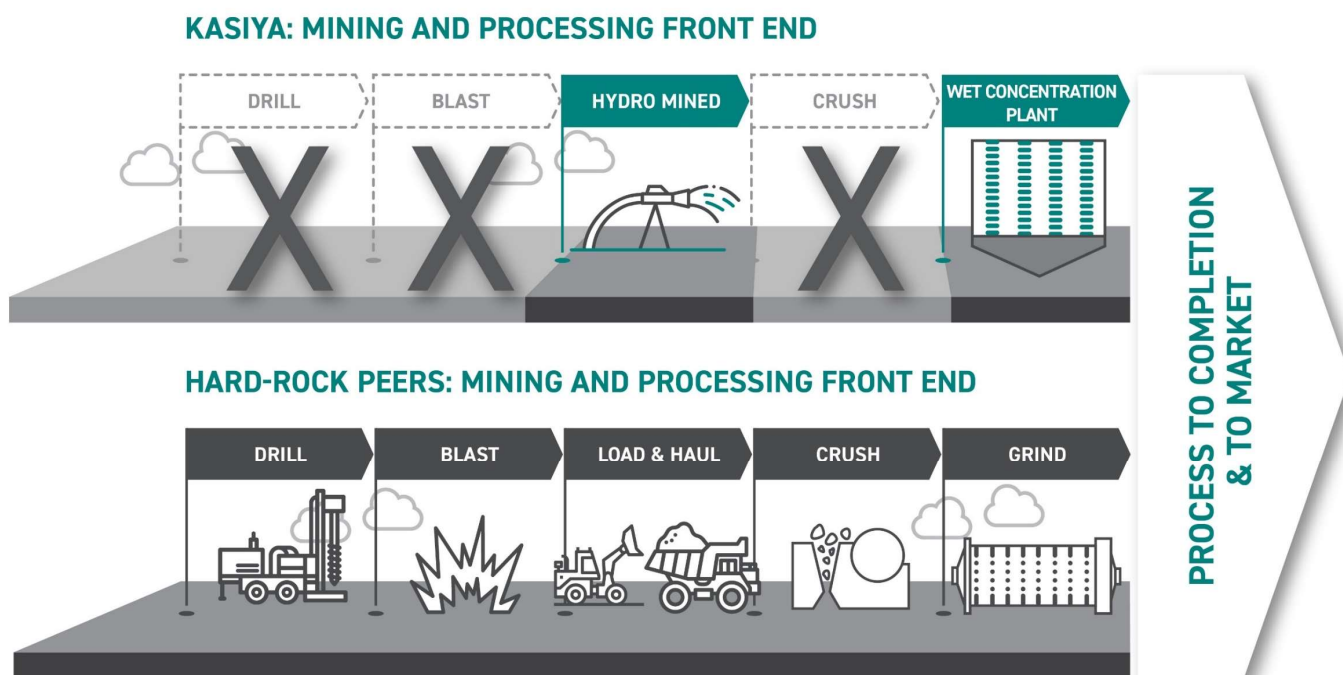 KASIYA: MINING AND PROCESSING FRONT END
DRILL
BLAST
HYDRO MINED
CRUSH
WET CONCENTRATION
PLANT
HARD-ROCK PEERS: MINING AND PROCESSING FRONT END
DRILL
BLAST
LOAD & HAUL
CRUSH
GRIND
PROCESS TO COMPLETION
& TO MARKET